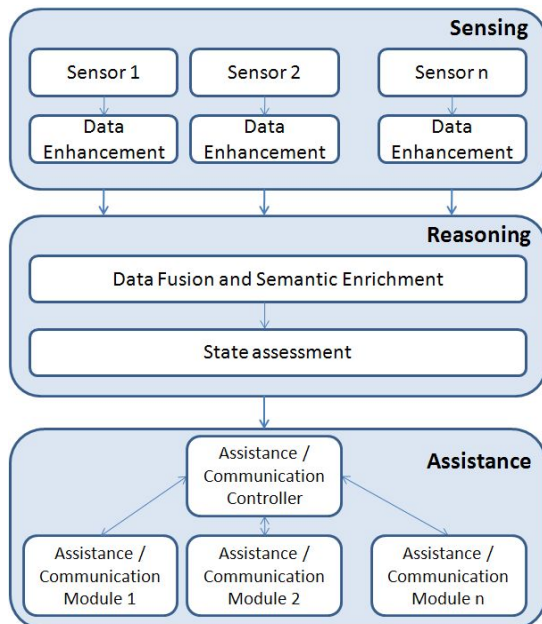 Sensing
Sensor 1
Sensor 2
Sensor n
Data
Enhancement
Data
Enhancement
Data
Enhancement
Reasoning
Data Fusion and Semantic Enrichment
State assessment
Assistance
Assistance /
Communication
Controller
Assistance /
Communication
Module 1
Assistance /
Communication
Module 2
Assistance /
Communication
Module n